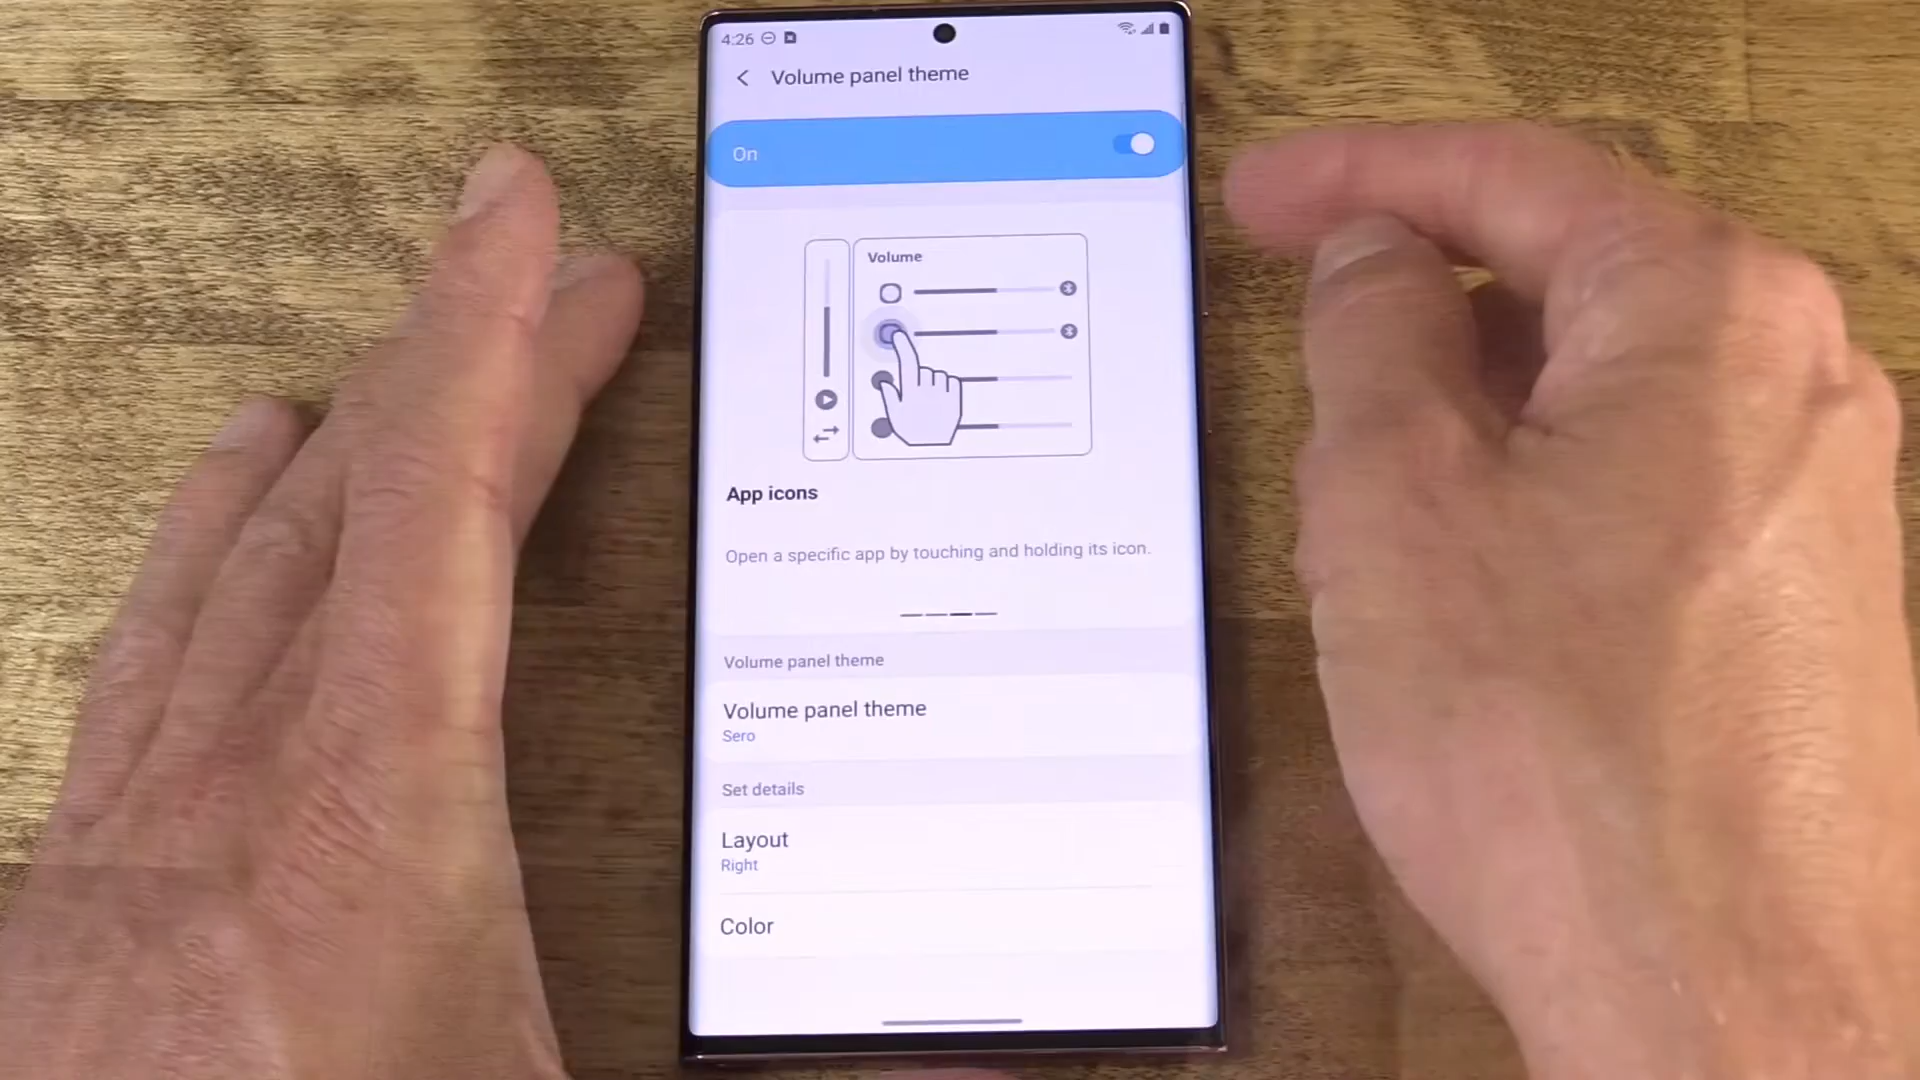 4:26
Volume panel theme
On
Volume
App icons
Open a specific app by touching and holding its icon.
Volume panel theme
Volume panel theme
Sero
Set details
Layout
Right
Color